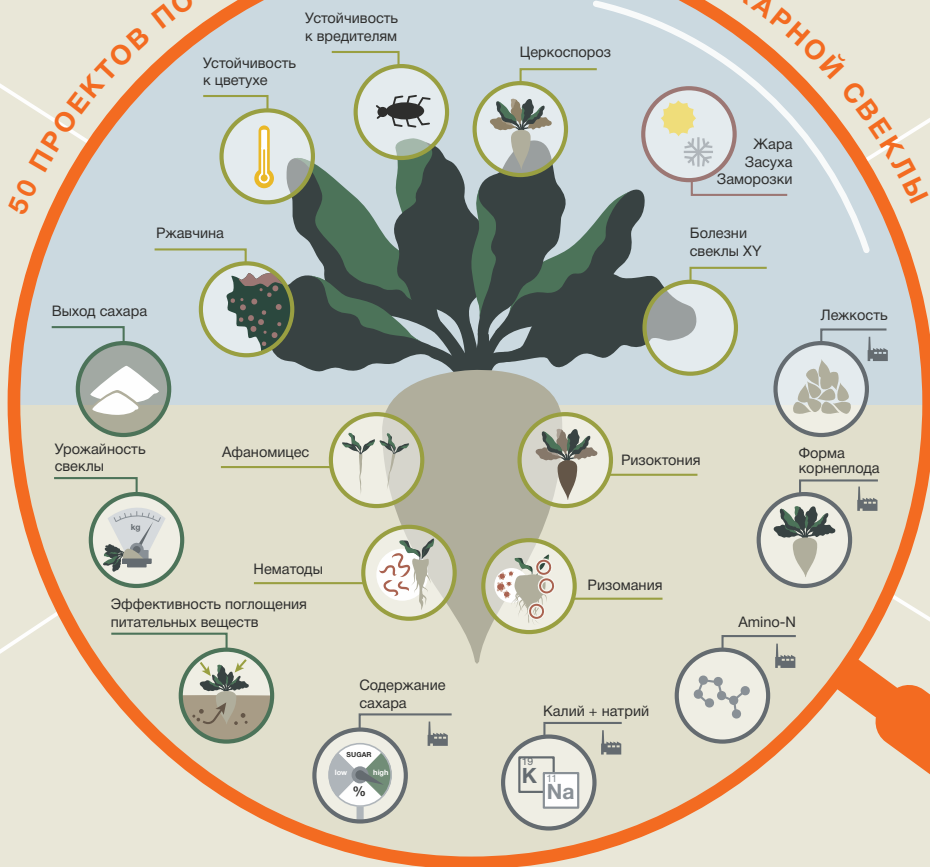 50 ПРОЕКТОВ ПО
КАРНОЙ СВЕКЛЫ
Устойчивость
к вредителям
Устойчивость
к цветухе
Церкоспороз
Жара
Засуха
Заморозки
Ржавчина
Болезни
свеклы XY
Выход сахара
Лежкость
Урожайность
свеклы
kg
Афаномицес
Ризоктония
Форма
корнеплода
Нематоды
Ризомания
Эффективность поглощения
питательных веществ
Amino-N
Содержание
сахара
SUGAR
low
high
%
Калий + натрий
19
K
11
Na